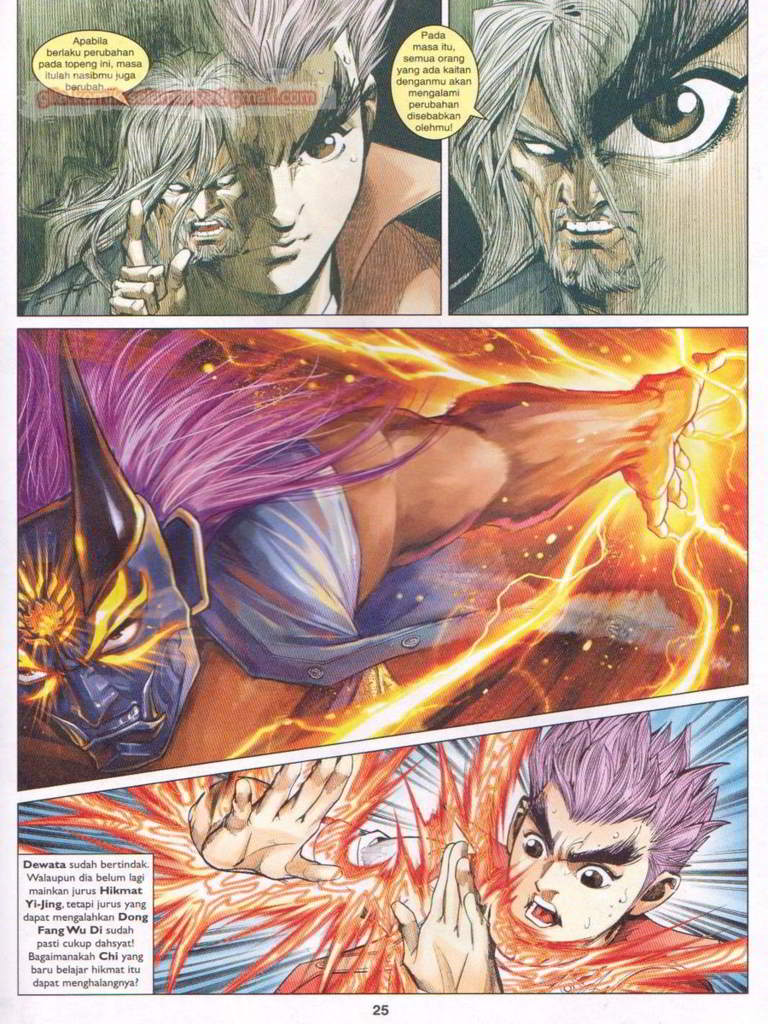 Apabila
berlaku perubahan
pada topeng ini, masa
itulah nasibmu juga
berubah...
Pada
masa itu,
semua orang
yang ada kaitan
denganmu akan
mengalami
perubahan
disebabkan
olehmu!
Dewata sudah bertindak.
Walaupun dia belum lagi
mainkan jurus Hikmat
Yi-Jing, tetapi jurus yang
dapat mengalahkan Dong
Fang Wu Di sudah
pasti cukup dahsyat!
Bagaimanakah Chi yang
baru belajar hikmat itu
dapat menghalangnya?
25